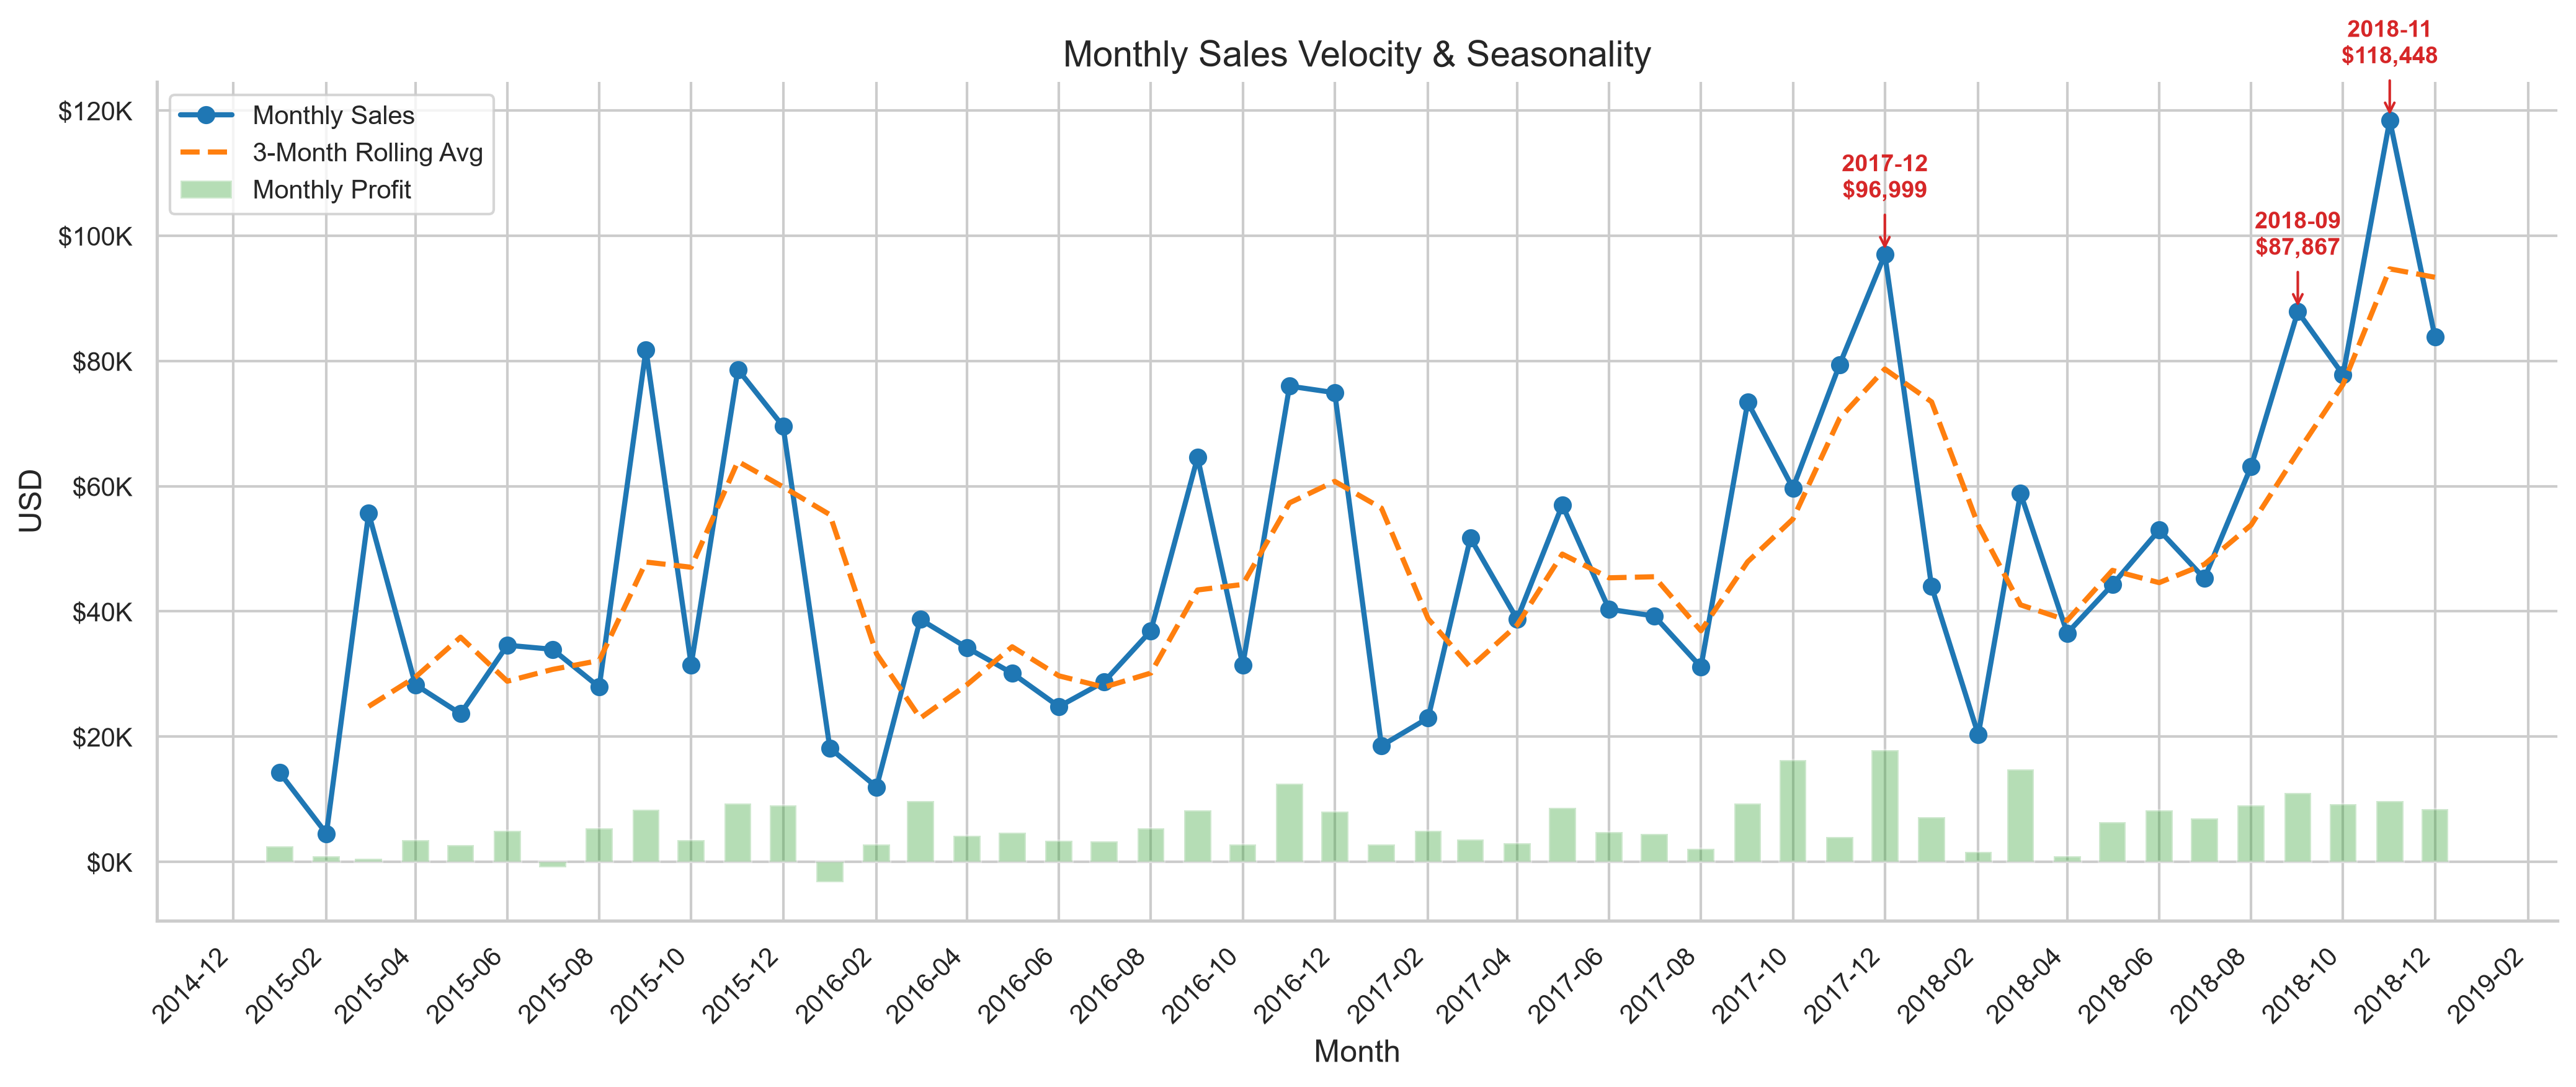 Monthly Sales Velocity & Seasonality
2018-11
$118,448
2017-12
$96,999
2018-09
$87,867
Monthly Sales
3-Month Rolling Avg
Monthly Profit
$120K
$100K
$80K
$60K
$40K
$20K
$0K
USD
2014-12
2015-02
2015-04
2015-06
2015-08
2015-10
2015-12
2016-02
2016-04
2016-06
2016-08
2016-10
2016-12
2017-02
2017-04
2017-06
2017-08
2017-10
2017-12
2018-02
2018-04
2018-06
2018-08
2018-10
2018-12
2019-02
Month